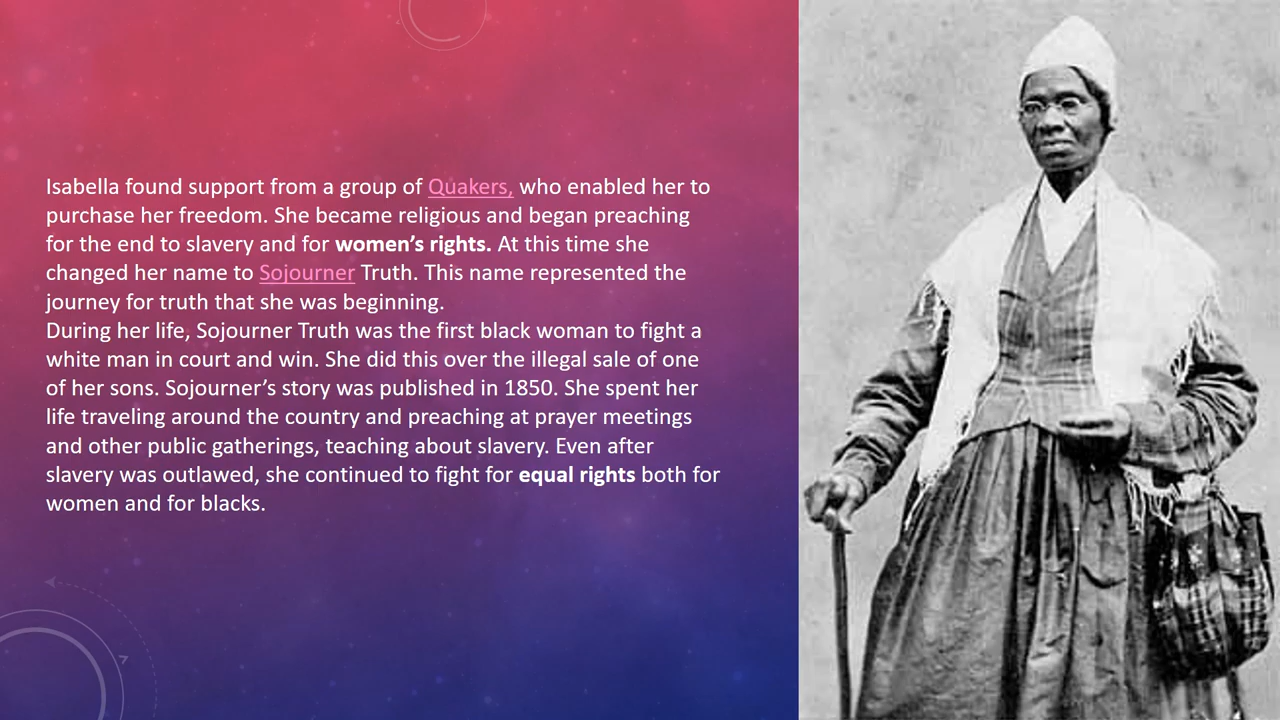 Isabella found support from a group of Quakers, who enabled her to
purchase her freedom. She became religious and began preaching
for the end to slavery and for women’s rights. At this time she
changed her name to Sojourner Truth. This name represented the
journey for truth that she was beginning.
During her life, Sojourner Truth was the first black woman to fight a
white man in court and win. She did this over the illegal sale of one
of her sons. Sojourner’s story was published in 1850. She spent her
life traveling around the country and preaching at prayer meetings
and other public gatherings, teaching about slavery. Even after
slavery was outlawed, she continued to fight for equal rights both for
women and for blacks.